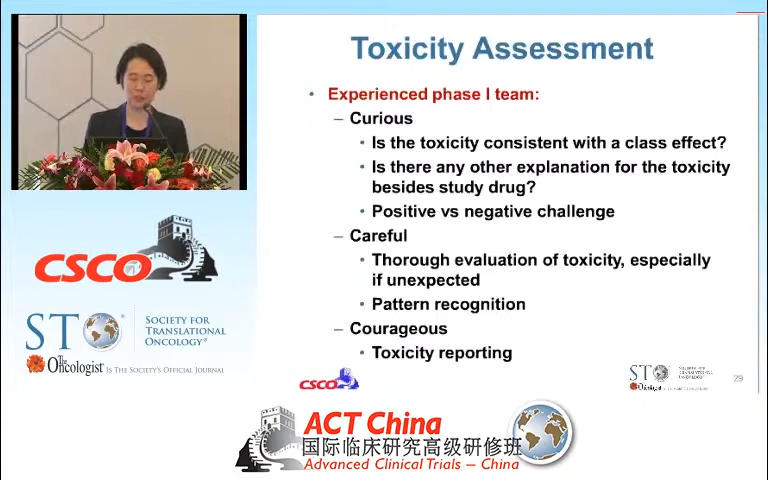 Toxicity Assessment
• Experienced phase I team:
– Curious
• Is the toxicity consistent with a class effect?
• Is there any other explanation for the toxicity
besides study drug?
• Positive vs negative challenge
– Careful
• Thorough evaluation of toxicity, especially
if unexpected
• Pattern recognition
– Courageous
• Toxicity reporting
CSCO
STO
SOCIETY FOR
TRANSLATIONAL
ONCOLOGY®
The Oncologist® IS THE SOCIETY'S OFFICIAL JOURNAL
CSCO
STO
29
ACT China
国际临床研究高级研修班
Advanced Clinical Trials – China